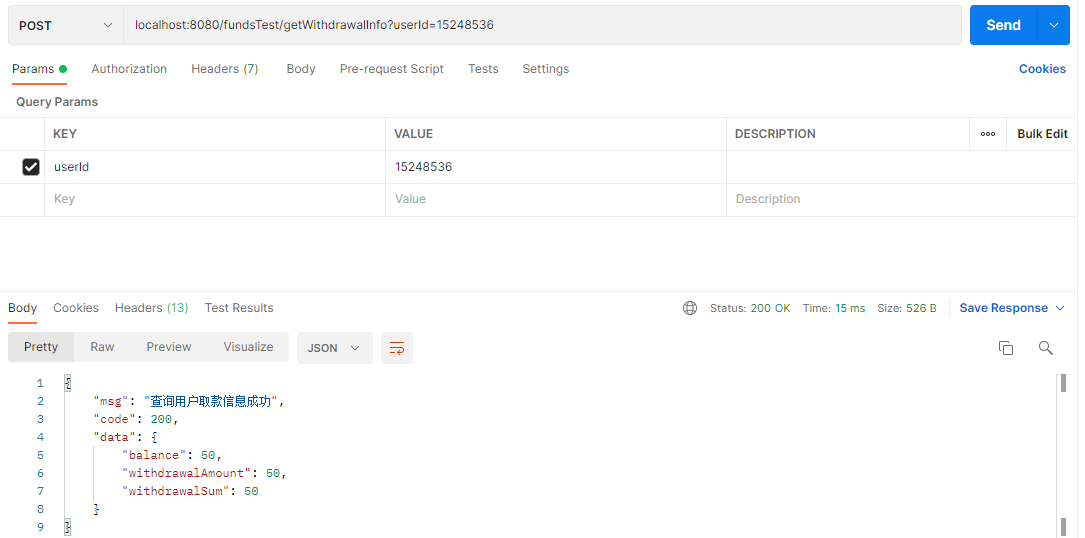 POST localhost:8080/fundsTest/getWithdrawalInfo?userId=15248536 Send
Params Authorization Headers (7) Body Pre-request Script Tests Settings Cookies
Query Params
KEY VALUE DESCRIPTION ooo Bulk Edit
userId 15248536
Key Value Description
Body Cookies Headers (13) Test Results Status: 200 OK Time: 15 ms Size: 526 B Save Response
Pretty Raw Preview Visualize JSON
1 {
2 "msg": "查询用户取款信息成功",
3 "code": 200,
4 "data": {
5 "balance": 50,
6 "withdrawalAmount": 50,
7 "withdrawalSum": 50
8 }
9 }